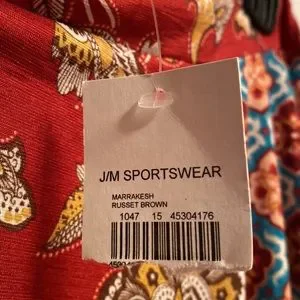 J/M SPORTSWEAR
MARRAKESH
RUSSET BROWN
1047 15 45304176